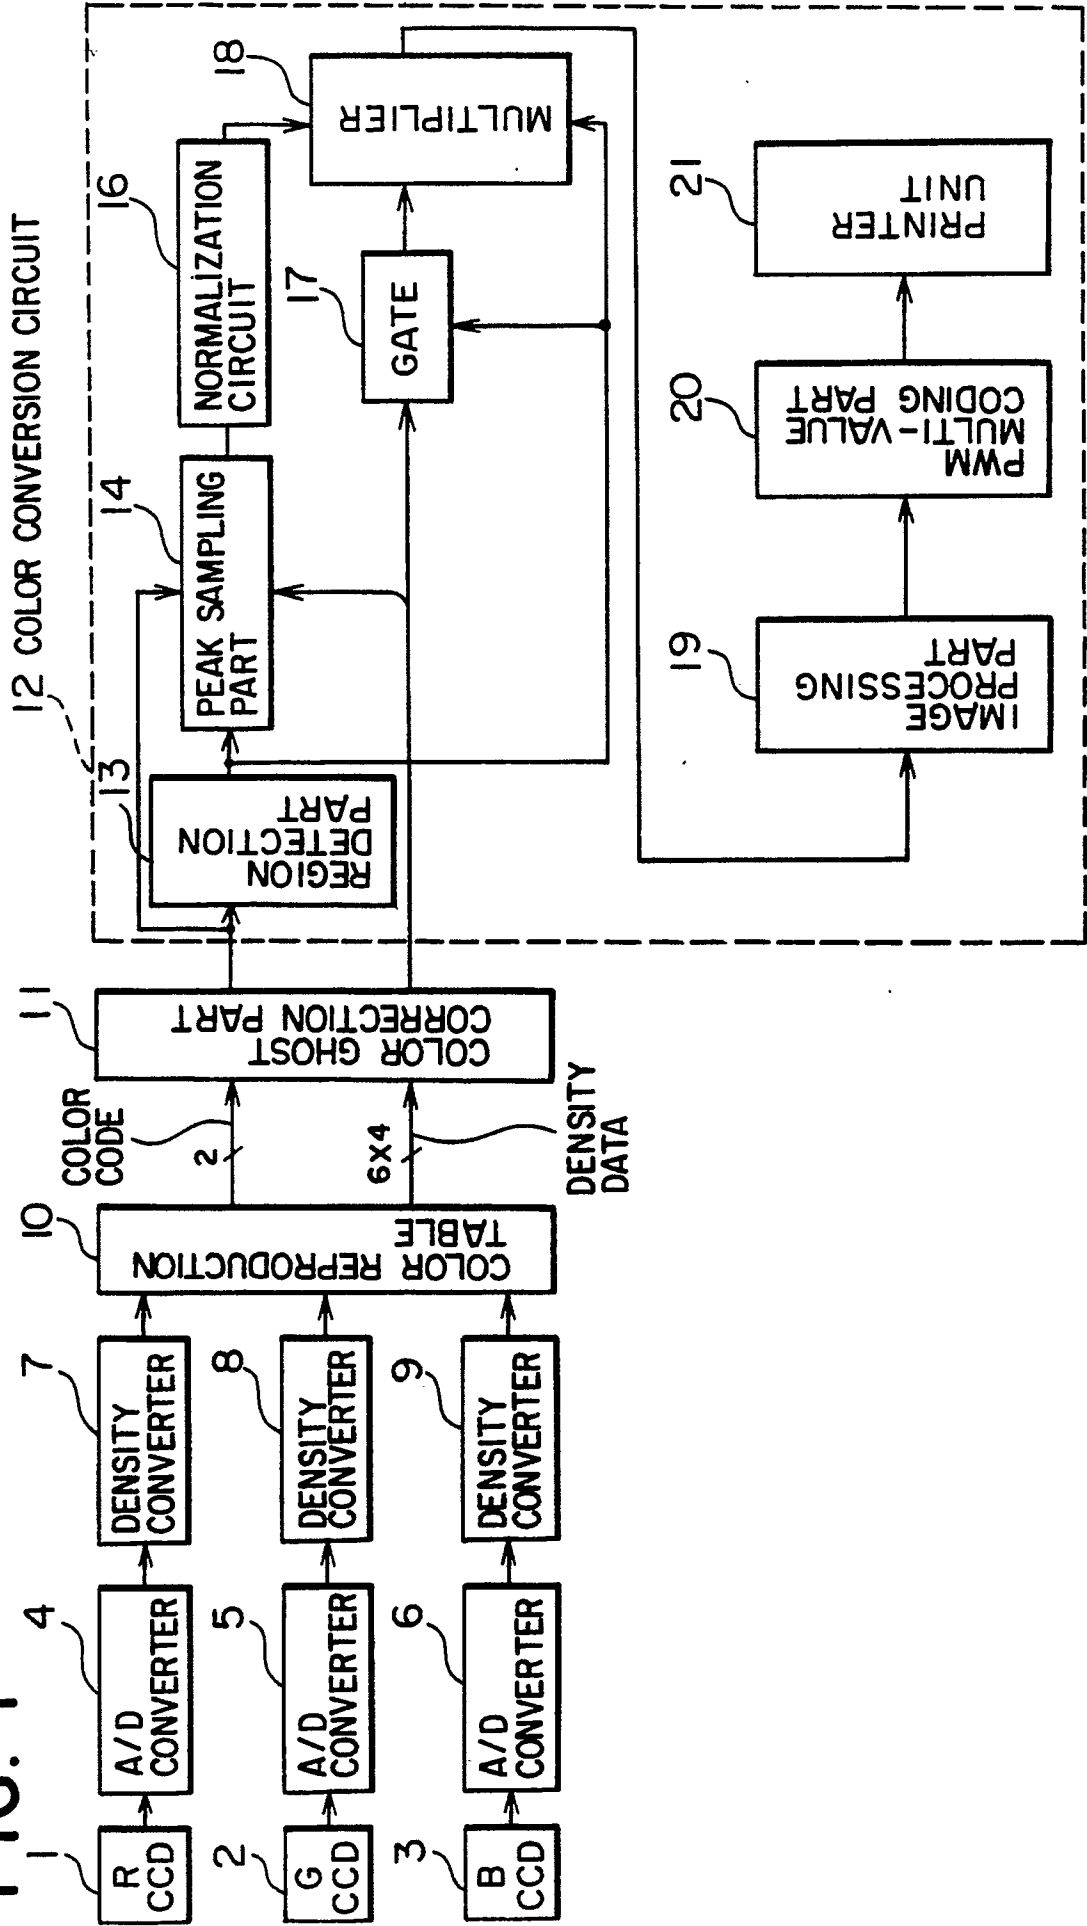 FIG. 1
1
R
CCD
4
A/D
CONVERTER
7
DENSITY
CONVERTER
2
G
CCD
5
A/D
CONVERTER
8
DENSITY
CONVERTER
3
B
CCD
6
A/D
CONVERTER
9
DENSITY
CONVERTER
10
COLOR REPRODUCTION
TABLE
COLOR
CODE
2
6X4
DENSITY
DATA
11
COLOR GHOST
CORRECTION PART
12 COLOR CONVERSION CIRCUIT
13
REGION
DETECTION
PART
14
PEAK SAMPLING
PART
16
NORMALIZATION
CIRCUIT
17
GATE
18
MULTIPLIER
19
IMAGE
PROCESSING
PART
20
PWM
MULTI-VALUE
CODING PART
21
PRINTER
UNIT